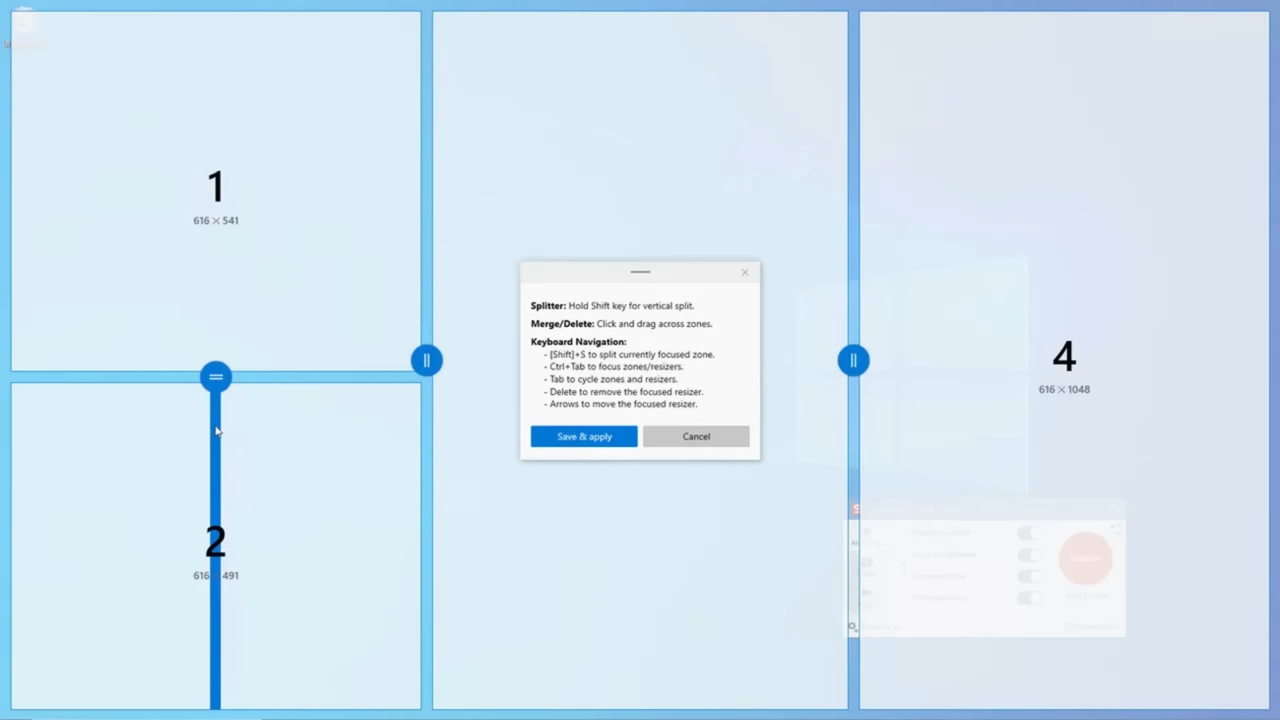 1
616 × 541
Splitter: Hold Shift key for vertical split.
Merge/Delete: Click and drag across zones.
Keyboard Navigation:
- [Shift]+S to split currently focused zone.
- Ctrl+Tab to focus zones/resizers.
- Tab to cycle zones and resizers.
- Delete to remove the focused resizer.
- Arrows to move the focused resizer.
Save & apply
Cancel
4
616 × 1048
2
616 491